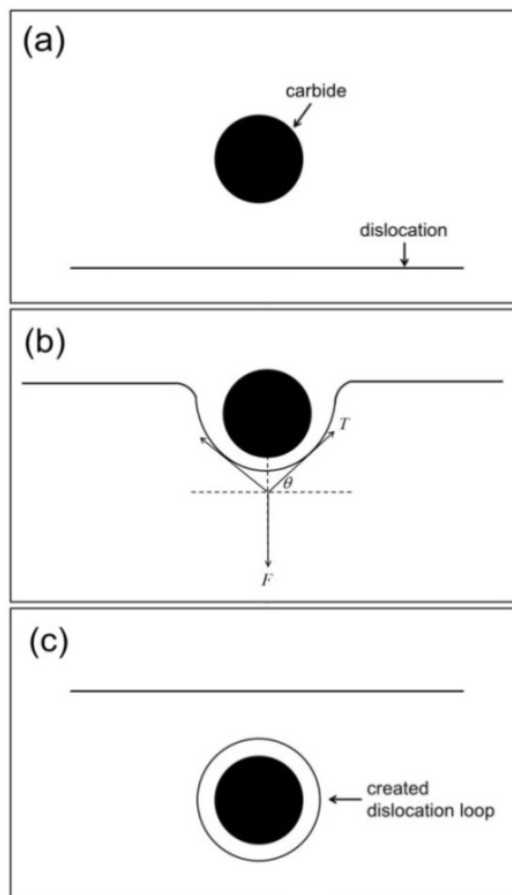 (a)
carbide
dislocation
(b)
T
θ
F
(c)
created
dislocation loop